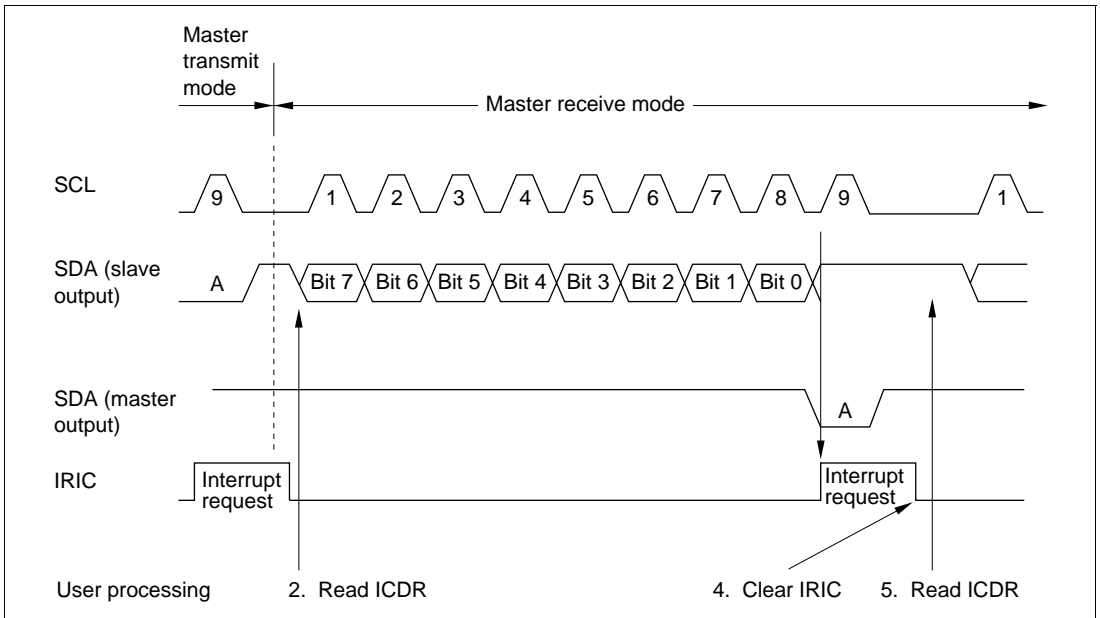 Master
transmit
mode
Master receive mode
SCL
9 1 2 3 4 5 6 7 8 9 1
SDA (slave
output)
A Bit 7 Bit 6 Bit 5 Bit 4 Bit 3 Bit 2 Bit 1 Bit 0
SDA (master
output)
A
IRIC
Interrupt
request
Interrupt
request
User processing 2. Read ICDR 4. Clear IRIC 5. Read ICDR